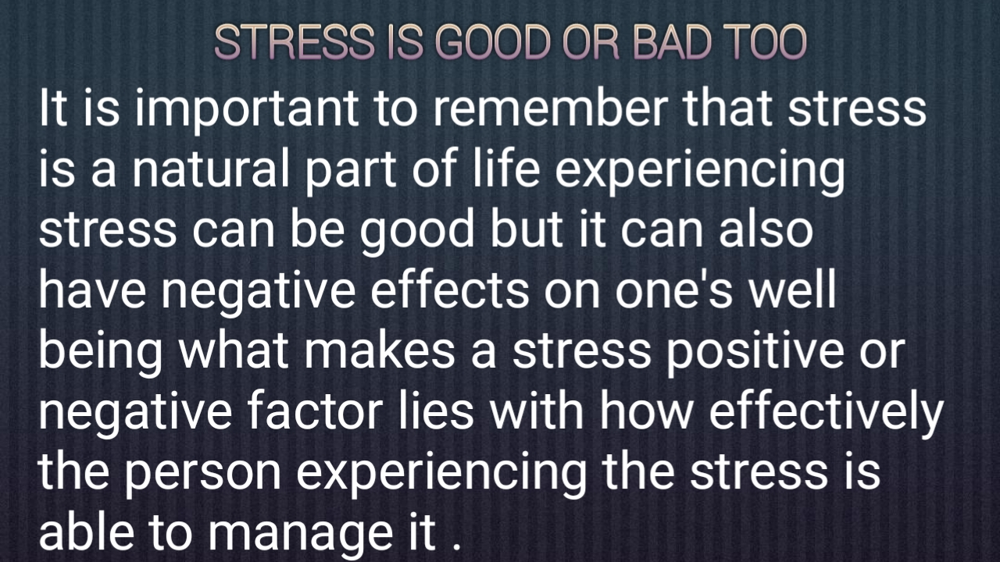 STRESS IS GOOD OR BAD TOO
It is important to remember that stress
is a natural part of life experiencing
stress can be good but it can also
have negative effects on one's well
being what makes a stress positive or
negative factor lies with how effectively
the person experiencing the stress is
able to manage it .